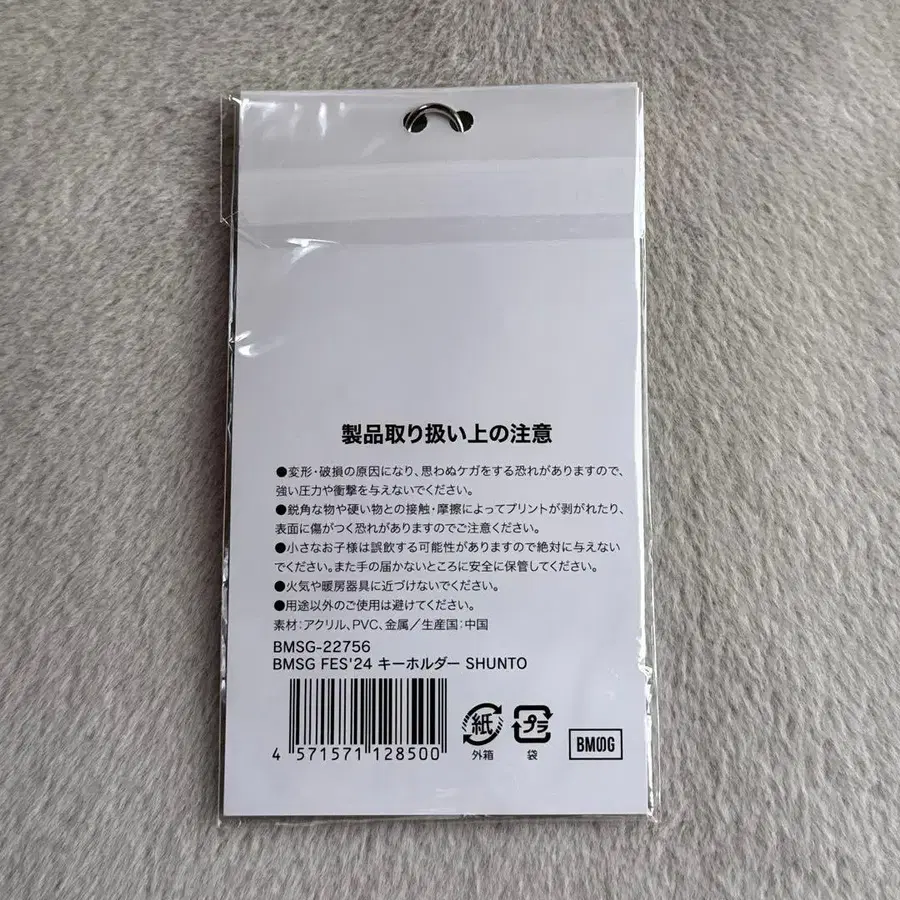 製品取り扱い上の注意
●変形・破損の原因になり、思わぬケガをする恐れがありますので、
強い圧力や衝撃を与えないでください。
●鋭角な物や硬い物との接触・摩擦によってプリントが剥がれたり、
表面に傷がつく恐れがありますのでご注意ください。
●小さなお子様は誤飲する可能性がありますので絶対に与えない
でください。また手の届かないところに安全に保管してください。
●火気や暖房器具に近づけないでください。
●用途以外のご使用は避けてください。
素材:アクリル、PVC、金属/生産国:中国
BMSG-22756
BMSG FES'24 キーホルダー SHUNTO
4 571571 128500
紙
外箱
プラ
袋
BMSG